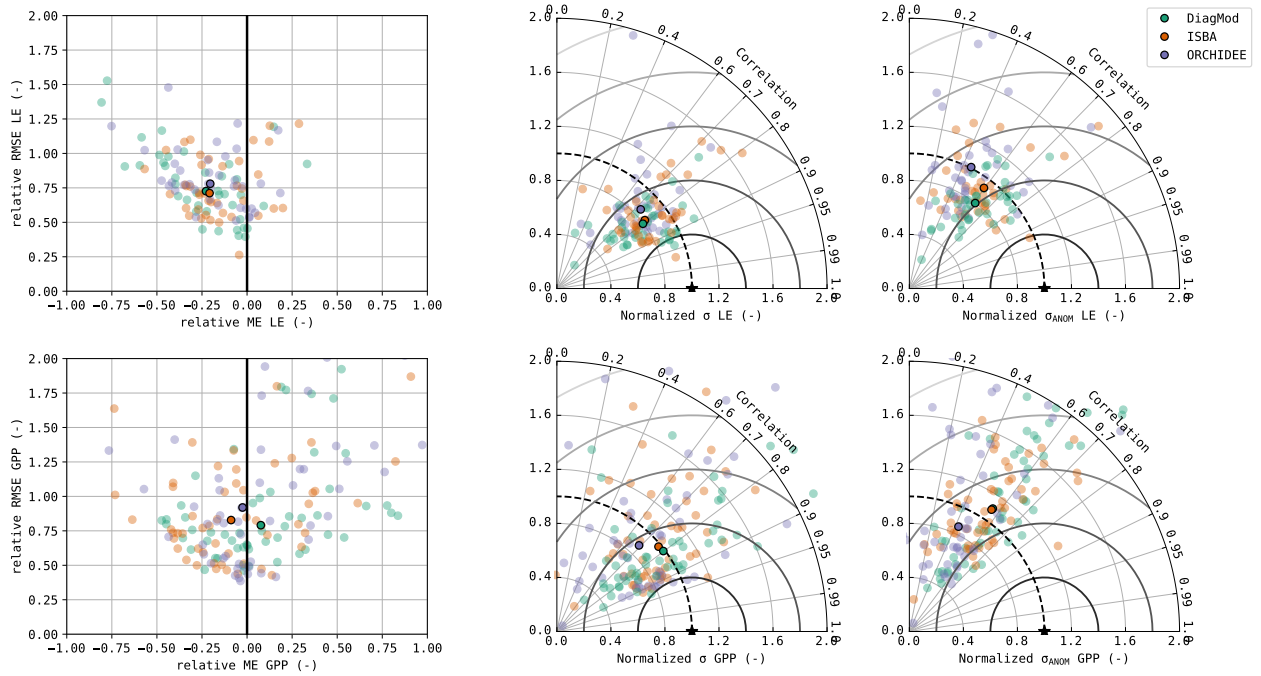 2.00
1.75
1.50
1.25
1.00
0.75
0.50
0.25
0.00
relative RMSE LE (-)
−1.00 −0.75 −0.50 −0.25 0.00 0.25 0.50 0.75 1.00
relative ME LE (-)
2.0
1.6
1.2
0.8
0.4
0.0
0.0 0.2 0.4 0.6 0.7 0.8 0.9 0.95 0.99 1.0
Correlation
0.0 0.4 0.8 1.2 1.6 2.0
Normalized σ LE (-)
2.0
1.6
1.2
0.8
0.4
0.0
0.0 0.2 0.4 0.6 0.7 0.8 0.9 0.95 0.99 1.0
Correlation
0.0 0.4 0.8 1.2 1.6 2.0
Normalized σANOM LE (-)
DiagMod
ISBA
ORCHIDEE
2.00
1.75
1.50
1.25
1.00
0.75
0.50
0.25
0.00
relative RMSE GPP (-)
−1.00 −0.75 −0.50 −0.25 0.00 0.25 0.50 0.75 1.00
relative ME GPP (-)
2.0
1.6
1.2
0.8
0.4
0.0
0.0 0.2 0.4 0.6 0.7 0.8 0.9 0.95 0.99 1.0
Correlation
0.0 0.4 0.8 1.2 1.6 2.0
Normalized σ GPP (-)
2.0
1.6
1.2
0.8
0.4
0.0
0.0 0.2 0.4 0.6 0.7 0.8 0.9 0.95 0.99 1.0
Correlation
0.0 0.4 0.8 1.2 1.6 2.0
Normalized σANOM GPP (-)